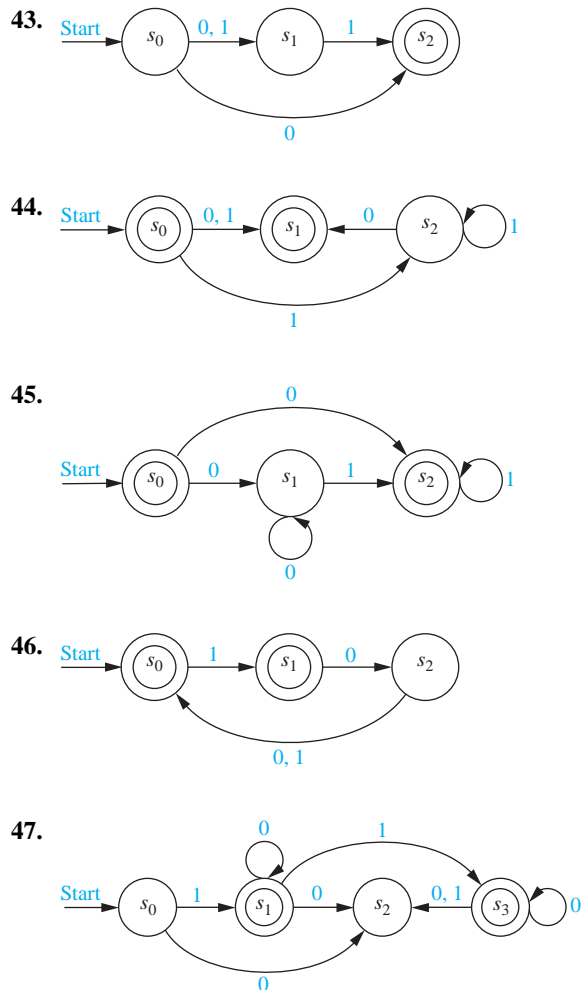 43. Start s0 0, 1 s1 1 s2
0
44. Start s0 0, 1 s1 0 s2 1
1
45. 0
Start s0 0 s1 1 s2 1
0
46. Start s0 1 s1 0 s2
0, 1
47. 0 1
Start s0 1 s1 0 s2 0, 1 s3 0
0